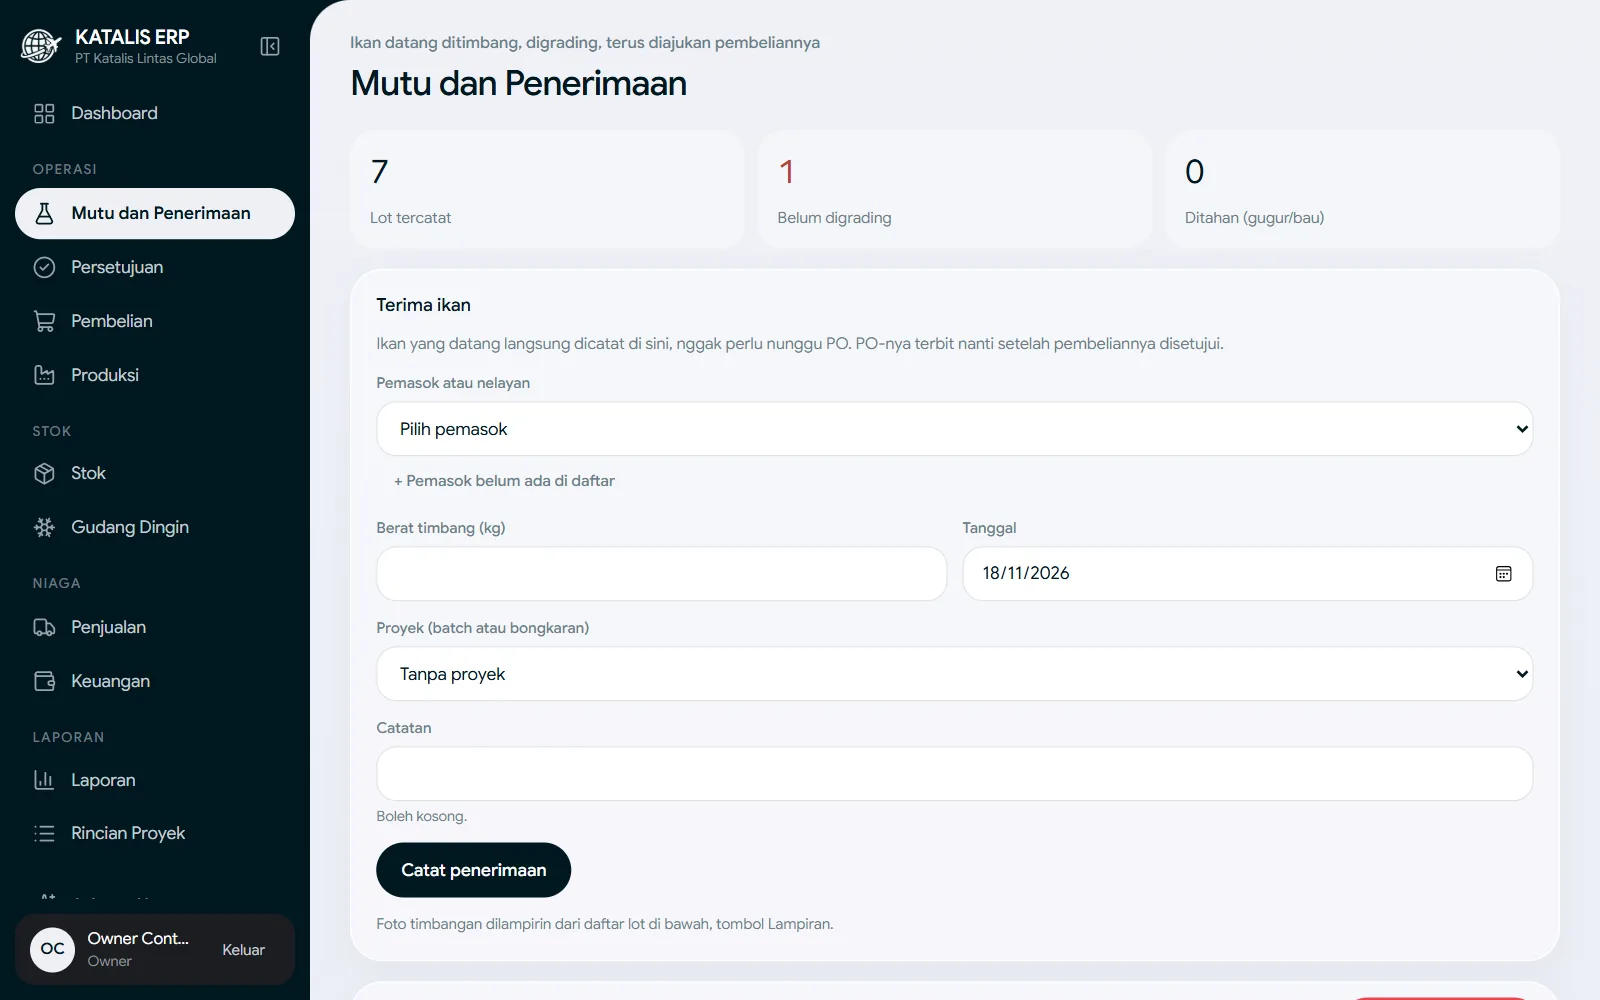 KATALIS ERP
PT Katalis Lintas Global
Dashboard
OPERASI
Mutu dan Penerimaan
Persetujuan
Pembelian
Produksi
STOK
Stok
Gudang Dingin
NIAGA
Penjualan
Keuangan
LAPORAN
Laporan
Rincian Proyek
OC
Owner Cont...
Owner
Keluar
Ikan datang ditimbang, digrading, terus diajukan pembeliannya
Mutu dan Penerimaan
7
Lot tercatat
1
Belum digrading
0
Ditahan (gugur/bau)
Terima ikan
Ikan yang datang langsung dicatat di sini, nggak perlu nunggu PO. PO-nya terbit nanti setelah pembeliannya disetujui.
Pemasok atau nelayan
Pilih pemasok
+ Pemasok belum ada di daftar
Berat timbang (kg)
Tanggal
18/11/2026
Proyek (batch atau bongkaran)
Tanpa proyek
Catatan
Boleh kosong.
Catat penerimaan
Foto timbangan dilampirin dari daftar lot di bawah, tombol Lampiran.